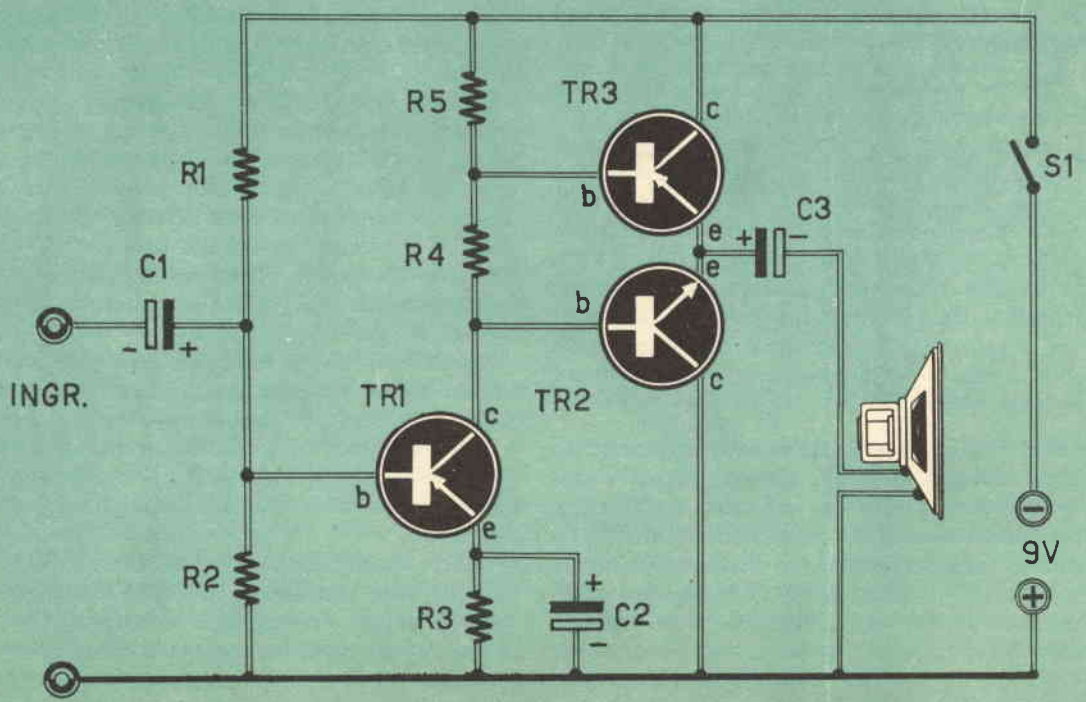 R5
TR3
c
R1
b
S1
e
C3
+
-
R4
e
C1
b
-
+
INGR.
TR1
c
TR2
c
b
e
-
9V
+
R2
R3
+
C2
-